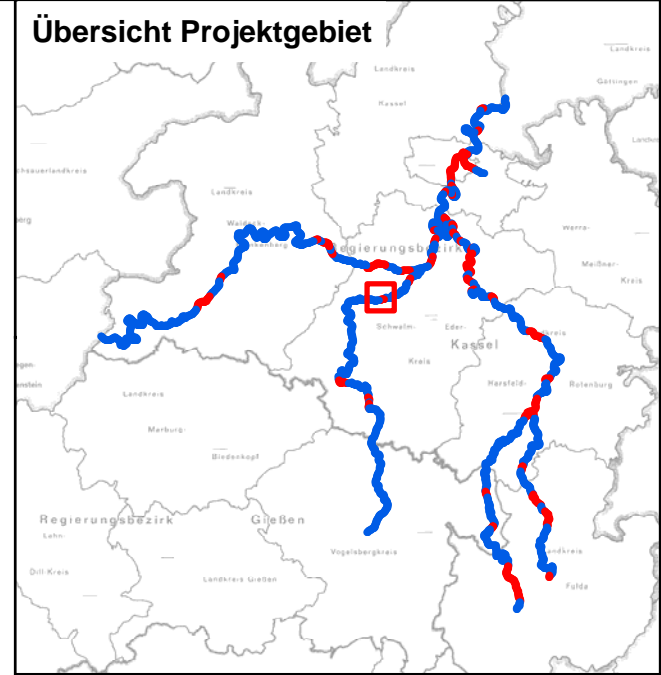 Übersicht Projektgebiet
Landkreis
Landkreis
Göttingen
Kassel
Landkreis
Waldeck-
Regierungsbezirk
Werra-
Meißner-
Kreis
Schwalm-
Eder-
Kreis
Kassel
Hersfeld-
Rotenburg
Landkreis
Marburg-
Biedenkopf
Regierungsbezirk
Gießen
Lahn-
Dill Kreis
Vogelsbergkreis
Landkreis Gießen
Fulda